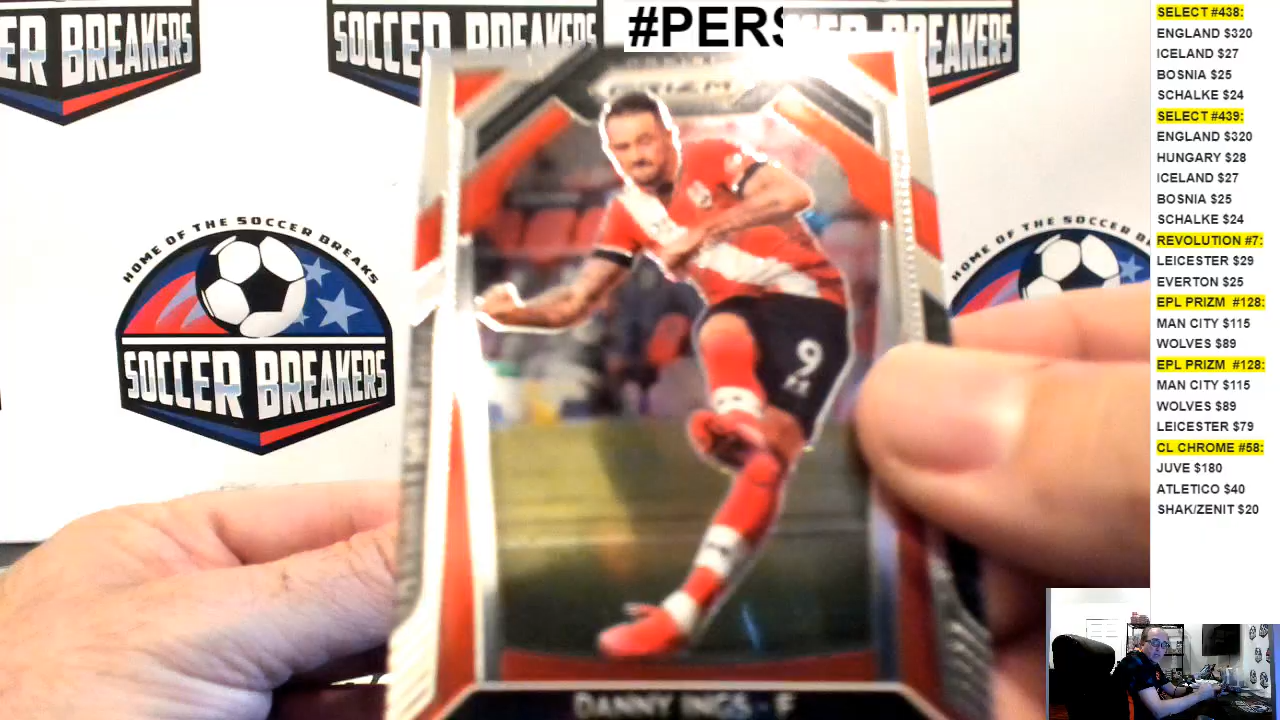 ER BREAKERS
SOCCER BREAKERS
#PERS
EAKERS
PRIZM
HOME OF THE SOCCER BREAKS
SOCCER BREAKERS
HOME OF THE SOCCER B
9
DANNY INGS - F
SELECT #438:
ENGLAND $320
ICELAND $27
BOSNIA $25
SCHALKE $24
SELECT #439:
ENGLAND $320
HUNGARY $28
ICELAND $27
BOSNIA $25
SCHALKE $24
REVOLUTION #7:
LEICESTER $29
EVERTON $25
EPL PRIZM #128:
MAN CITY $115
WOLVES $89
EPL PRIZM #128:
MAN CITY $115
WOLVES $89
LEICESTER $79
CL CHROME #58:
JUVE $180
ATLETICO $40
SHAK/ZENIT $20